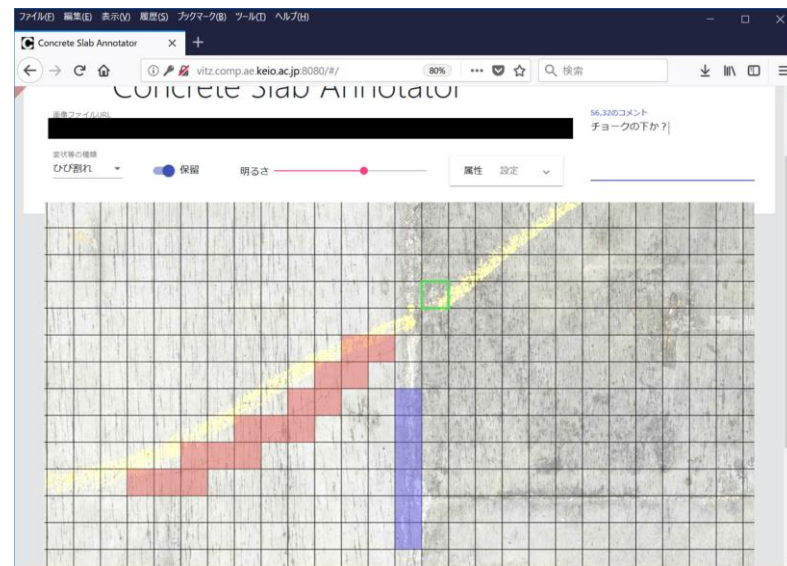 ファイル(F) 編集(E) 表示(V) 履歴(S) ブックマーク(B) ツール(T) ヘルプ(H)
Concrete Slab Annotator
vitz.comp.ae.keio.ac.jp:8080/#/
80%
検索
Concrete Slab Annotator
画像ファイルURL
56,32のコメント
チョークの下か?
変状等の種類
ひび割れ
保留
明るさ
属性 設定